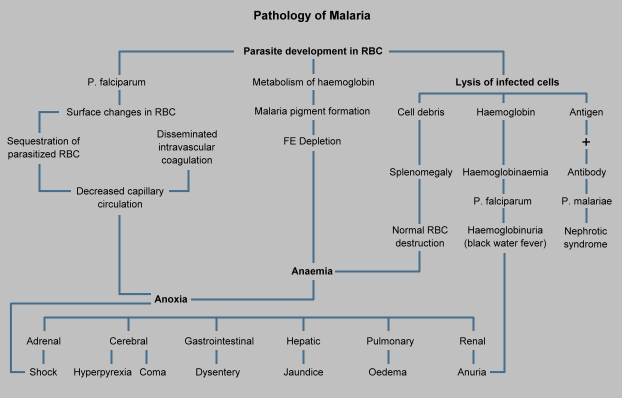 Pathology of Malaria
Parasite development in RBC
P. falciparum
Metabolism of haemoglobin
Lysis of infected cells
Surface changes in RBC
Malaria pigment formation
Cell debris
Haemoglobin
Antigen
Sequestration of
parasitized RBC
Disseminated
intravascular
coagulation
FE Depletion
+
Splenomegaly
Haemoglobinaemia
Antibody
Decreased capillary
circulation
P. falciparum
P. malariae
Normal RBC
destruction
Haemoglobinuria
(black water fever)
Nephrotic
syndrome
Anaemia
Anoxia
Adrenal
Cerebral
Gastrointestinal
Hepatic
Pulmonary
Renal
Shock
Hyperpyrexia
Coma
Dysentery
Jaundice
Oedema
Anuria